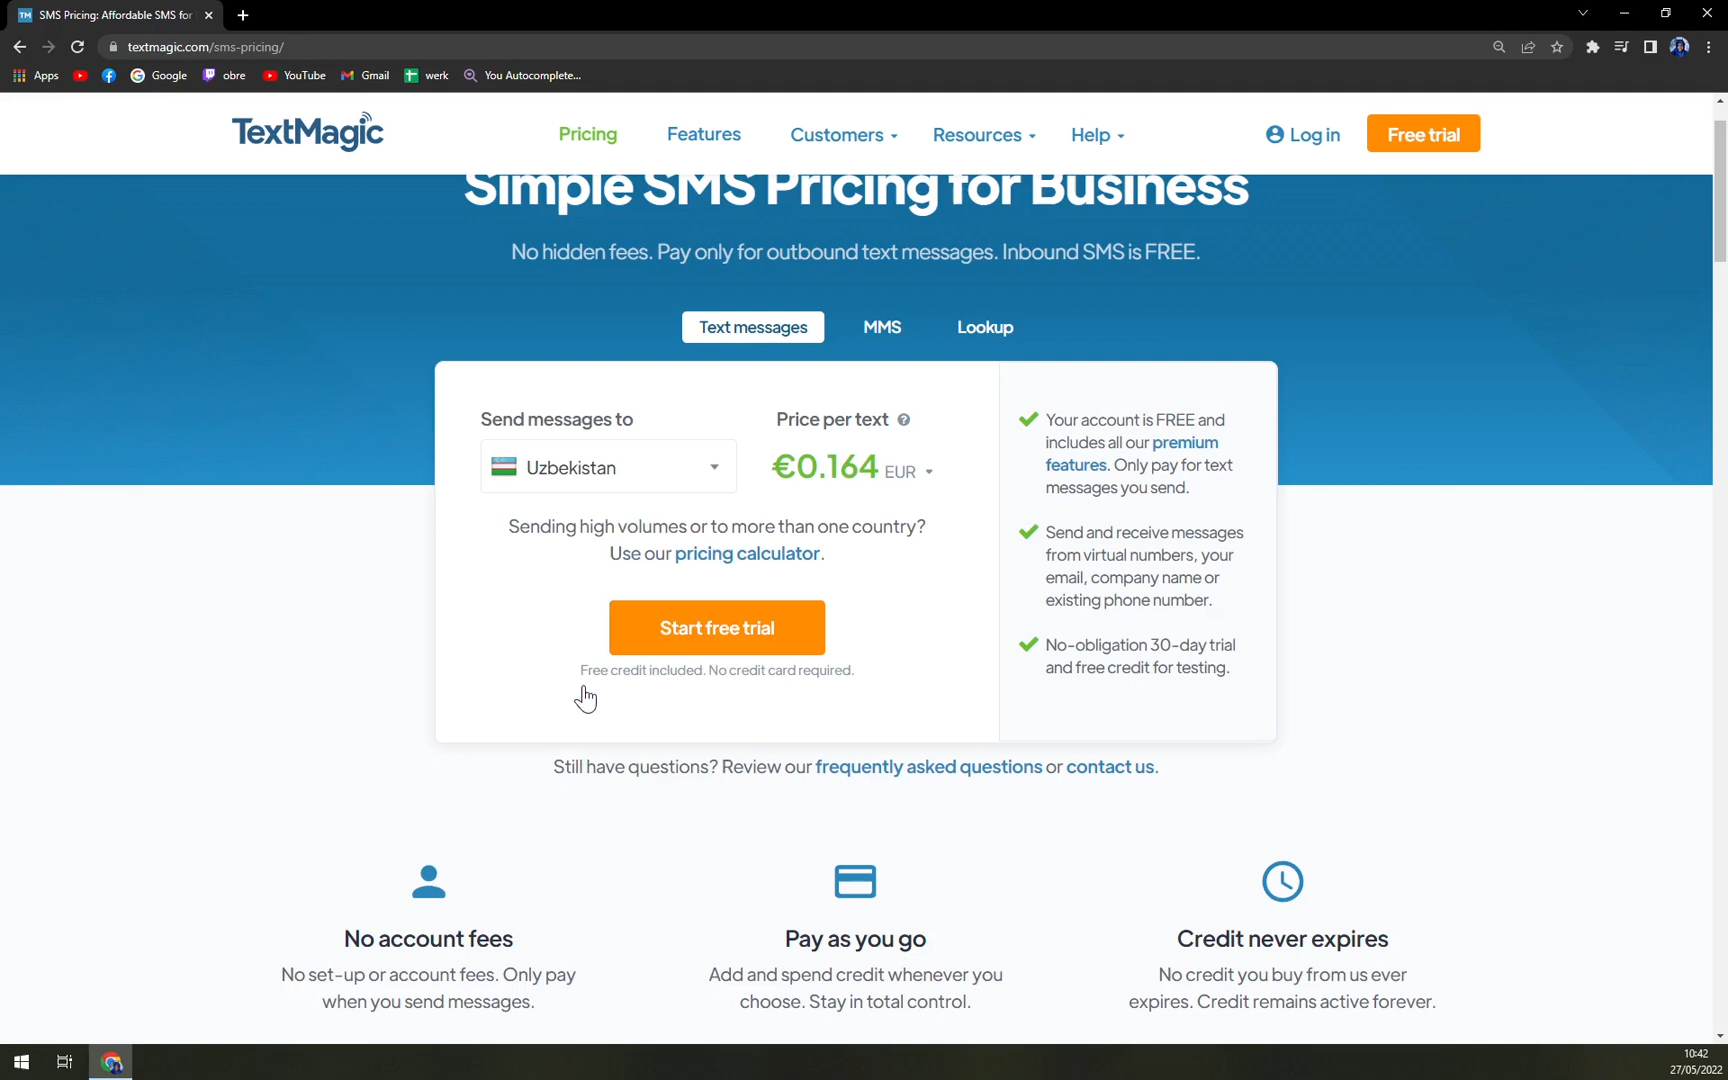 SMS Pricing: Affordable SMS for
textmagic.com/sms-pricing/
Apps
Google
obre
YouTube
Gmail
werk
You Autocomplete...
TextMagic
Pricing
Features
Customers
Resources
Help
Log in
Free trial
Simple SMS Pricing for Business
No hidden fees. Pay only for outbound text messages. Inbound SMS is FREE.
Text messages
MMS
Lookup
Send messages to
Price per text
Uzbekistan
€0.164 EUR
Sending high volumes or to more than one country?
Use our pricing calculator.
Start free trial
Free credit included. No credit card required.
Your account is FREE and
includes all our premium
features. Only pay for text
messages you send.
Send and receive messages
from virtual numbers, your
email, company name or
existing phone number.
No-obligation 30-day trial
and free credit for testing.
Still have questions? Review our frequently asked questions or contact us.
No account fees
No set-up or account fees. Only pay
when you send messages.
Pay as you go
Add and spend credit whenever you
choose. Stay in total control.
Credit never expires
No credit you buy from us ever
expires. Credit remains active forever.
10:42
27/05/2022